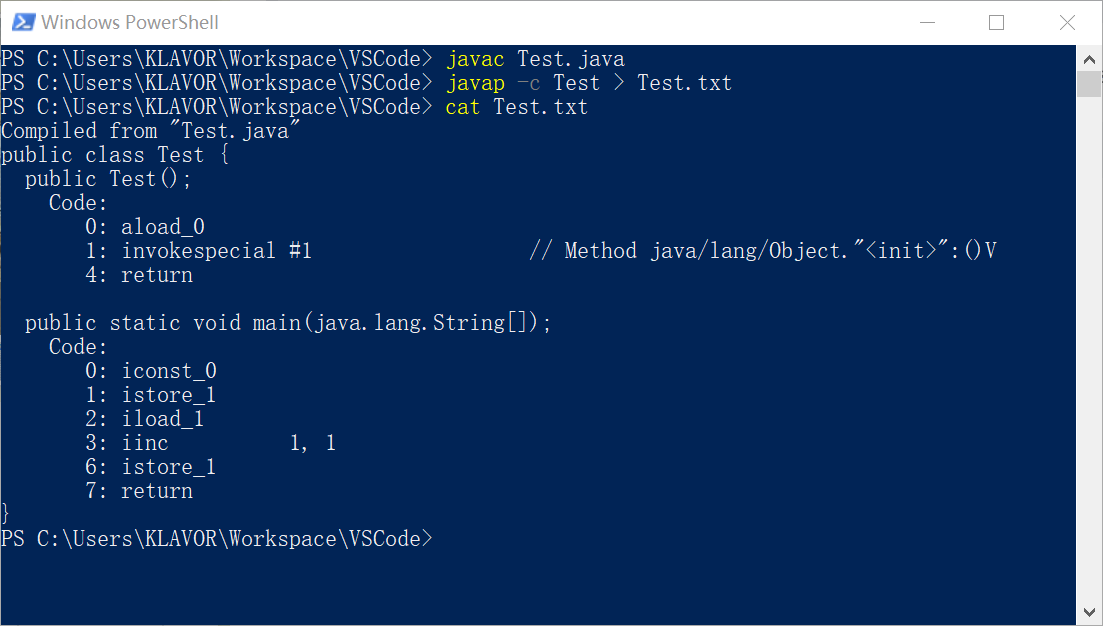 Windows PowerShell
PS C:\Users\KLAVOR\Workspace\VSCode> javac Test.java
PS C:\Users\KLAVOR\Workspace\VSCode> javap -c Test > Test.txt
PS C:\Users\KLAVOR\Workspace\VSCode> cat Test.txt
Compiled from "Test.java"
public class Test {
  public Test();
    Code:
       0: aload_0
       1: invokespecial #1                  // Method java/lang/Object."<init>":()V
       4: return

  public static void main(java.lang.String[]);
    Code:
       0: iconst_0
       1: istore_1
       2: iload_1
       3: iinc          1, 1
       6: istore_1
       7: return
}
PS C:\Users\KLAVOR\Workspace\VSCode>